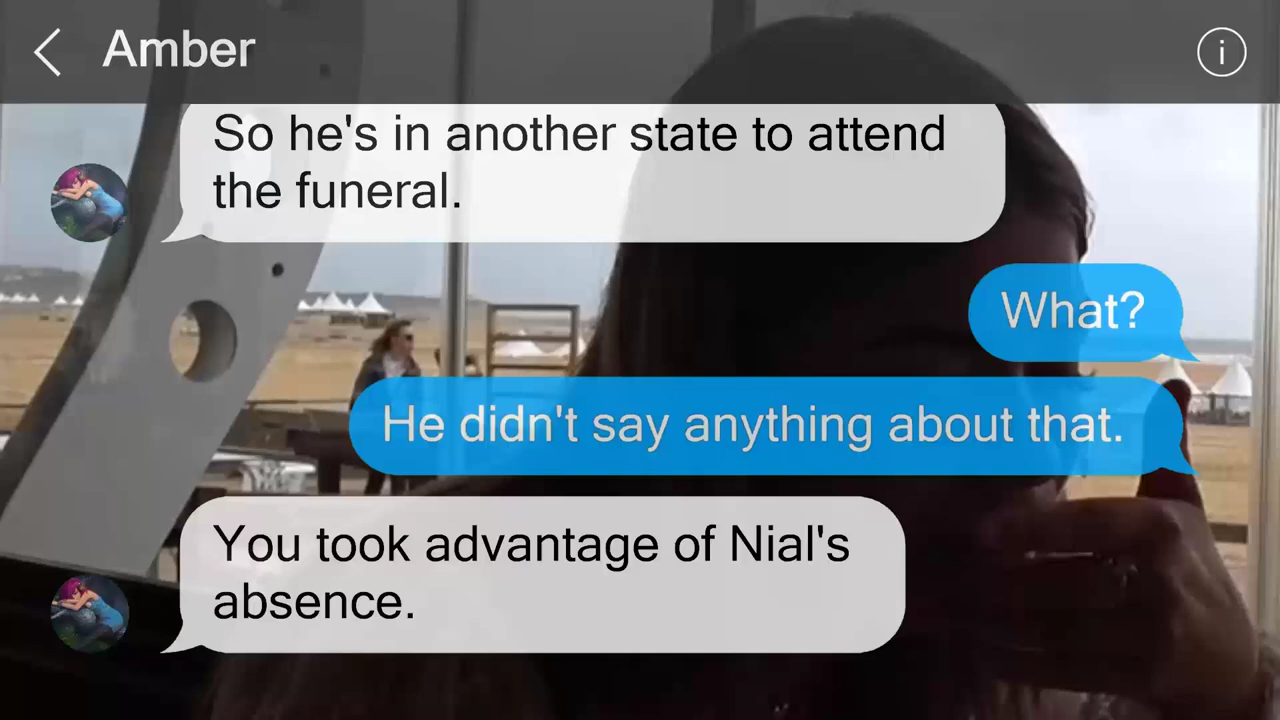 Amber
i
So he's in another state to attend
the funeral.
What?
He didn't say anything about that.
You took advantage of Nial's
absence.